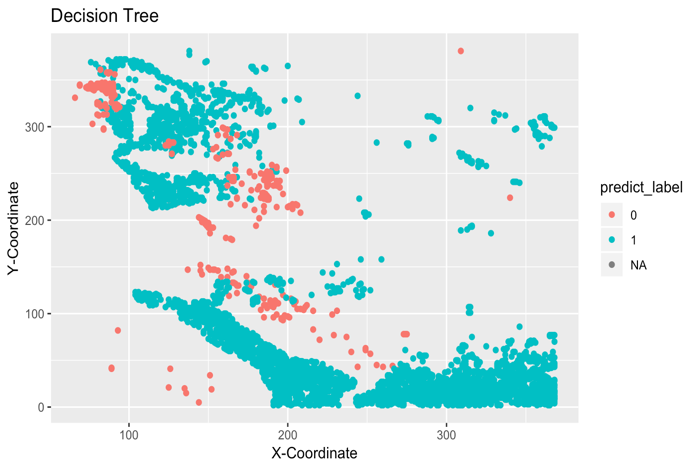 Decision Tree
300
200
100
0
Y-Coordinate
100
200
300
X-Coordinate
predict_label
0
1
NA